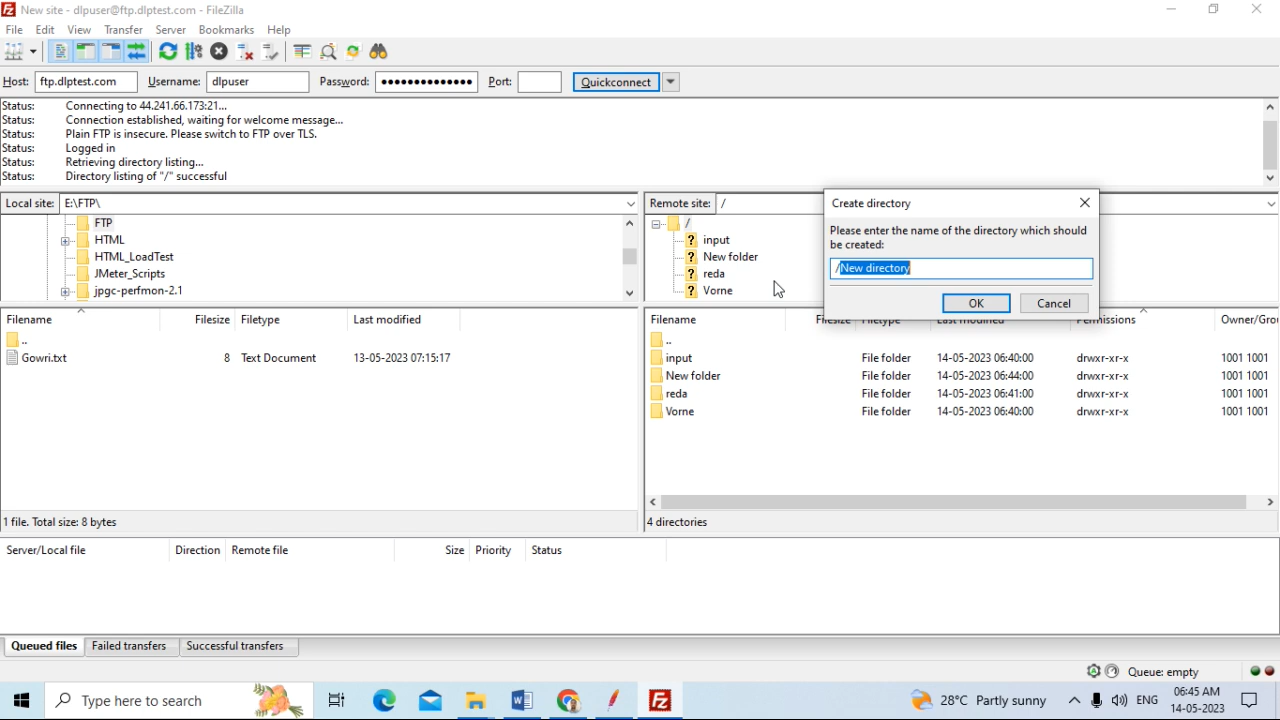 New site - dlpuser@ftp.dlptest.com - FileZilla
File Edit View Transfer Server Bookmarks Help
Host: ftp.dlptest.com Username: dlpuser Password: ●●●●●●●●●●●●●● Port: Quickconnect
Status: Connecting to 44.241.66.173:21...
Status: Connection established, waiting for welcome message...
Status: Plain FTP is insecure. Please switch to FTP over TLS.
Status: Logged in
Status: Retrieving directory listing...
Status: Directory listing of "/" successful
Local site: E:\FTP\
FTP
HTML
HTML_LoadTest
JMeter_Scripts
jpgc-perfmon-2.1
Remote site: /
/
? input
? New folder
? reda
? Vorne
Create directory
Please enter the name of the directory which should
be created:
/New directory
OK Cancel
Filename Filesize Filetype Last modified
..
Gowri.txt 8 Text Document 13-05-2023 07:15:17
1 file. Total size: 8 bytes
Filename Filesize Filetype Last modified Permissions Owner/Gro
..
input File folder 14-05-2023 06:40:00 drwxr-xr-x 1001 1001
New folder File folder 14-05-2023 06:44:00 drwxr-xr-x 1001 1001
reda File folder 14-05-2023 06:41:00 drwxr-xr-x 1001 1001
Vorne File folder 14-05-2023 06:40:00 drwxr-xr-x 1001 1001
4 directories
Server/Local file Direction Remote file Size Priority Status
Queued files Failed transfers Successful transfers
Queue: empty
Type here to search
28°C Partly sunny ENG 06:45 AM
14-05-2023